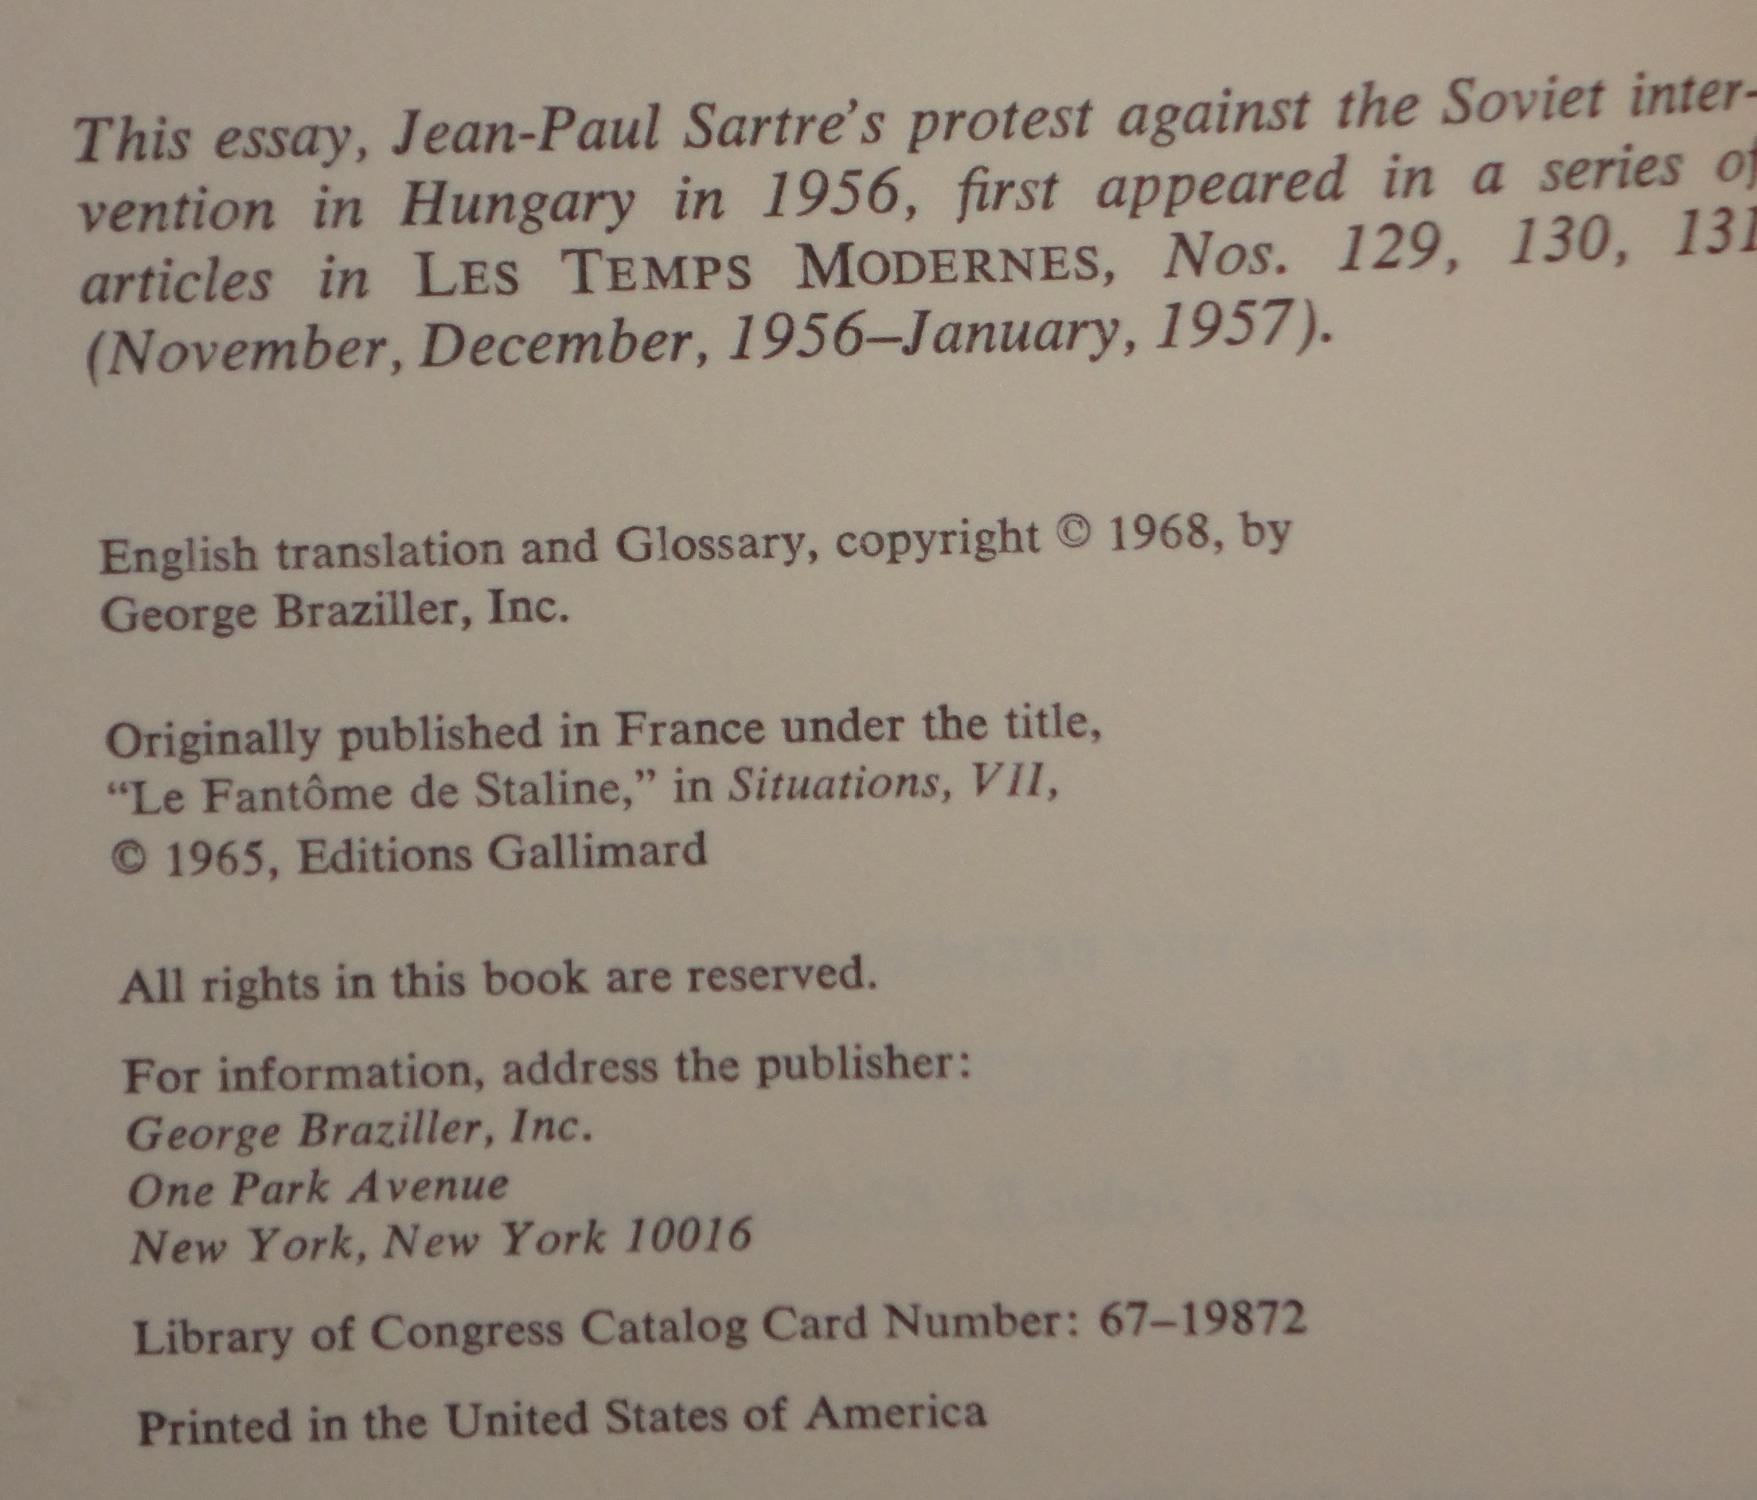 This essay, Jean-Paul Sartre's protest against the Soviet inter-
vention in Hungary in 1956, first appeared in a series of
articles in LES TEMPS MODERNES, Nos. 129, 130, 131
(November, December, 1956–January, 1957).
English translation and Glossary, copyright © 1968, by
George Braziller, Inc.
Originally published in France under the title,
“Le Fantôme de Staline,” in Situations, VII,
© 1965, Editions Gallimard
All rights in this book are reserved.
For information, address the publisher:
George Braziller, Inc.
One Park Avenue
New York, New York 10016
Library of Congress Catalog Card Number: 67–19872
Printed in the United States of America